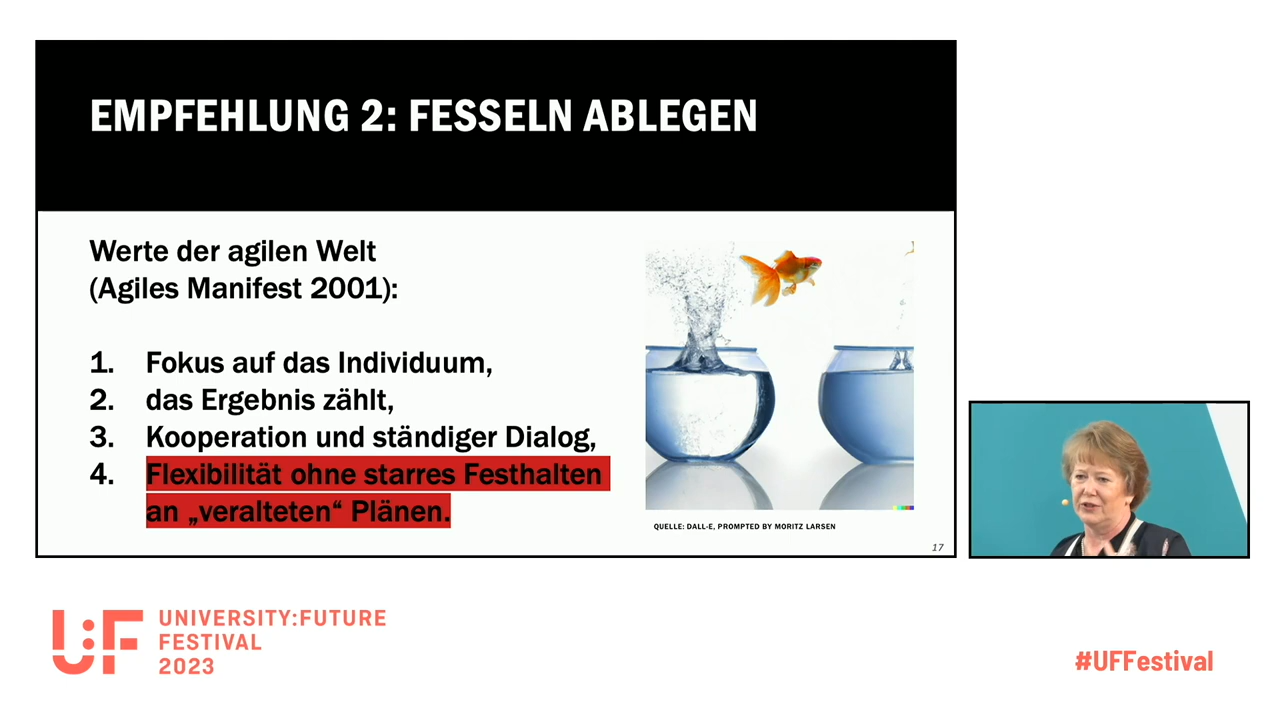 EMPFEHLUNG 2: FESSELN ABLEGEN
Werte der agilen Welt
(Agiles Manifest 2001):
1. Fokus auf das Individuum,
2. das Ergebnis zählt,
3. Kooperation und ständiger Dialog,
4. Flexibilität ohne starres Festhalten
an „veralteten“ Plänen.
QUELLE: DALL-E, PROMPTED BY MORITZ LARSEN
17
U:F
UNIVERSITY:FUTURE
FESTIVAL
2023
#UFFestival